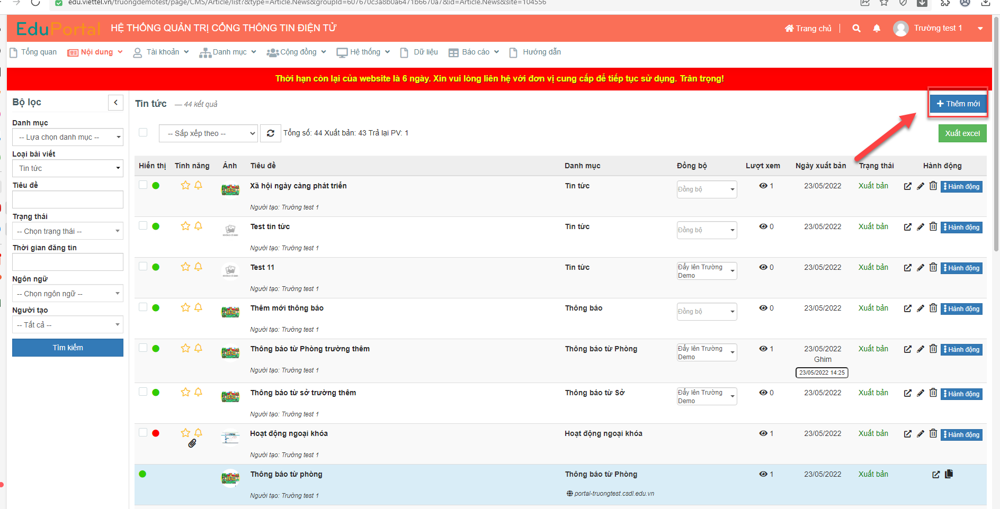 edu.viettel.vn/truongdemotest/page/CMS/Article/list?&type=Article.News&groupId=607670c3a8b0a6471b6670a7&id=Article.News&site=104556
EduPortal HỆ THỐNG QUẢN TRỊ CỔNG THÔNG TIN ĐIỆN TỬ Trang chủ Trường test 1
Tổng quan Nội dung Tài khoản Danh mục Cộng đồng Hệ thống Dữ liệu Báo cáo Hướng dẫn
Thời hạn còn lại của website là 6 ngày. Xin vui lòng liên hệ với đơn vị cung cấp để tiếp tục sử dụng. Trân trọng!
Bộ lọc
Danh mục
-- Lựa chọn danh mục --
Loại bài viết
Tin tức
Tiêu đề
Trạng thái
-- Chọn trạng thái --
Thời gian đăng tin
Ngôn ngữ
-- Chọn ngôn ngữ --
Người tạo
-- Tất cả --
Tìm kiếm
Tin tức — 44 kết quả
+ Thêm mới
-- Sắp xếp theo -- Tổng số: 44 Xuất bản: 43 Trả lại PV: 1
Xuất excel
Hiển thị Tính năng Ảnh Tiêu đề Danh mục Đồng bộ Lượt xem Ngày xuất bản Trạng thái Hành động
Xã hội ngày càng phát triển Tin tức Đồng bộ 1 23/05/2022 Xuất bản Hành động
Người tạo: Trường test 1
Test tin tức Tin tức Đồng bộ 0 23/05/2022 Xuất bản Hành động
Người tạo: Trường test 1
Test 11 Tin tức Đẩy lên Trường 0 23/05/2022 Xuất bản Hành động
Demo
Người tạo: Trường test 1
Thêm mới thông báo Thông báo Đồng bộ 0 23/05/2022 Xuất bản Hành động
Người tạo: Trường test 1
Thông báo từ Phòng trường thêm Thông báo từ Phòng Đẩy lên Trường 1 23/05/2022 Xuất bản Hành động
Demo Ghim
Người tạo: Trường test 1 23/05/2022 14:25
Thông báo từ sở trường thêm Thông báo từ Sở Đẩy lên Trường 0 23/05/2022 Xuất bản Hành động
Demo
Người tạo: Trường test 1
Hoạt động ngoại khóa Hoạt động ngoại khóa 1 23/05/2022 Xuất bản Hành động
Người tạo: Trường test 1
Thông báo từ phòng Thông báo từ Phòng 1 23/05/2022 Xuất bản
Người tạo: Trường test 1 portal-truongtest.csdl.edu.vn